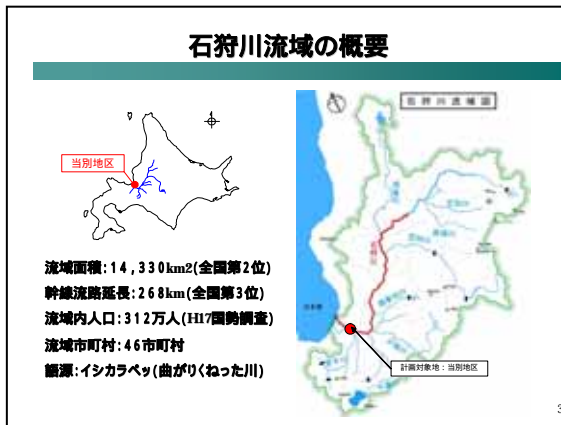 石狩川流域の概要
石狩川流域図
当別地区
流域面積:14,330km2(全国第2位)
幹線流路延長:268km(全国第3位)
流域内人口:312万人(H17国勢調査)
流域市町村:46市町村
語源:イシカラペッ(曲がりくねった川)
石狩川
日本海
計画対象地:当別地区
3